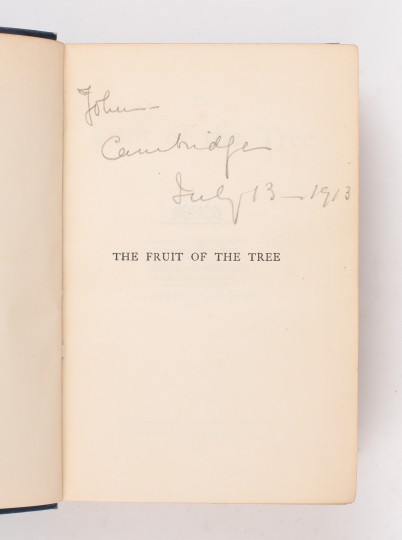 John—
Cambridge
July 13—1913
THE FRUIT OF THE TREE